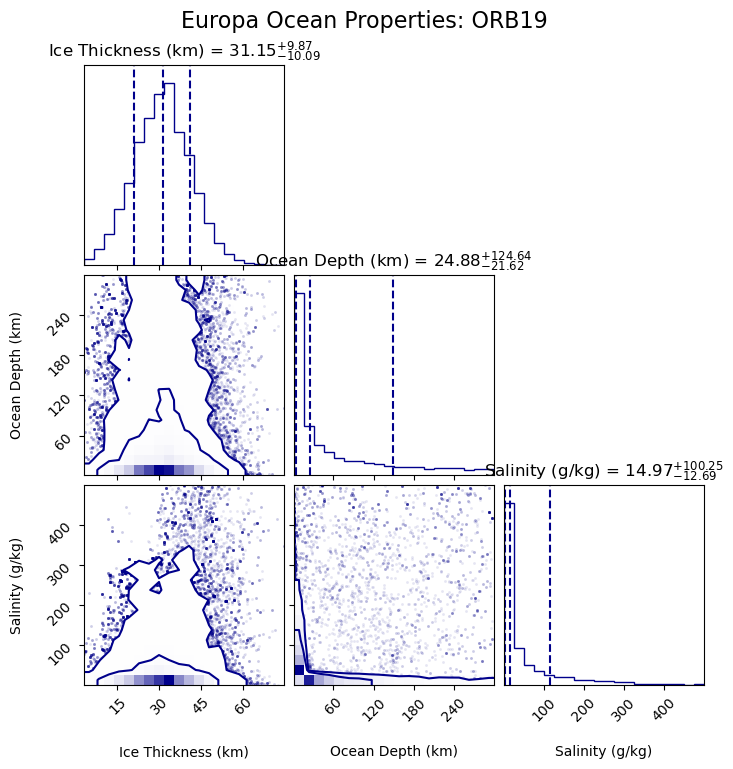 Europa Ocean Properties: ORB19
Ice Thickness (km) = 31.15+9.87−10.09
Ocean Depth (km) = 24.88+124.64−21.62
Ocean Depth (km)
240
180
120
60
Salinity (g/kg) = 14.97+100.25−12.69
Salinity (g/kg)
400
300
200
100
15 30 45 60
60 120 180 240
100 200 300 400
Ice Thickness (km)
Ocean Depth (km)
Salinity (g/kg)